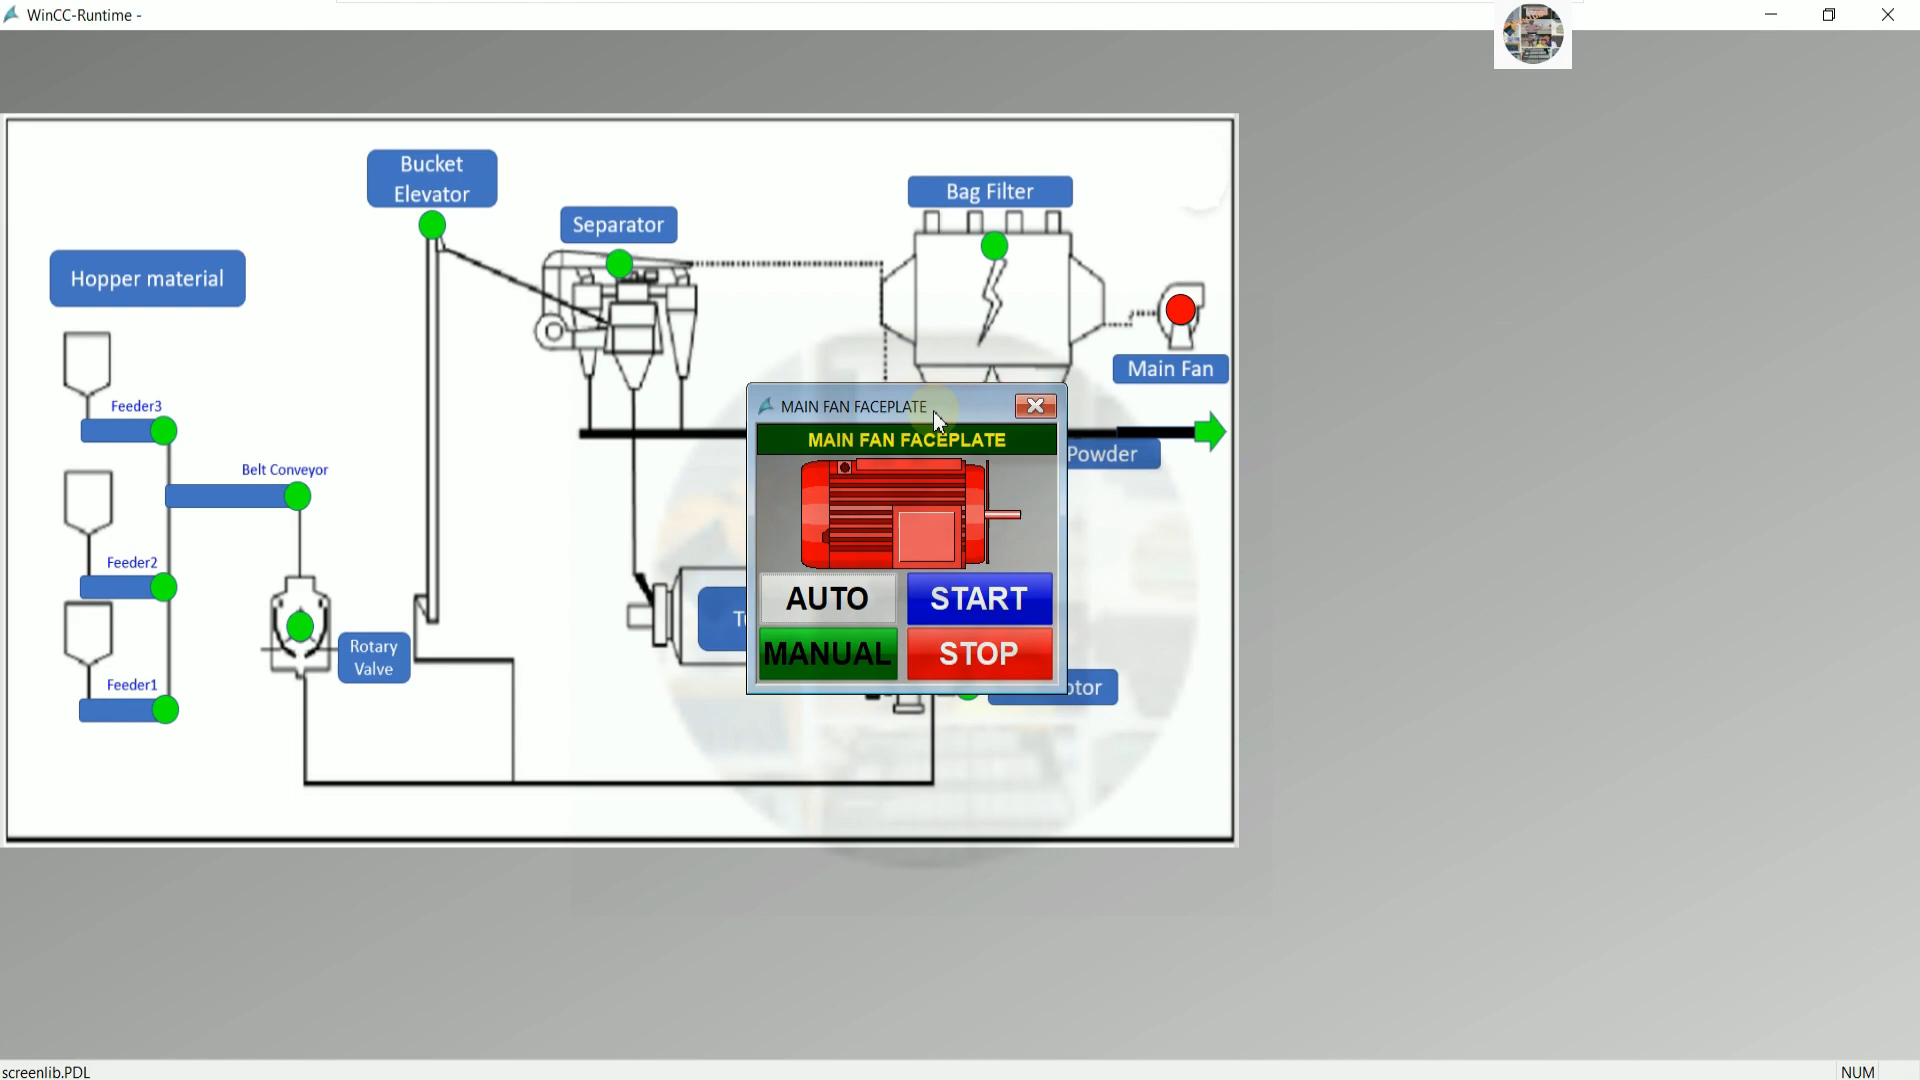 WinCC-Runtime -
Bucket
Elevator
Bag Filter
Separator
Hopper material
Main Fan
Feeder3
MAIN FAN FACEPLATE
MAIN FAN FACEPLATE
Powder
Belt Conveyor
Feeder2
AUTO
START
Rotary
Valve
MANUAL
STOP
Feeder1
screenlib.PDL
NUM